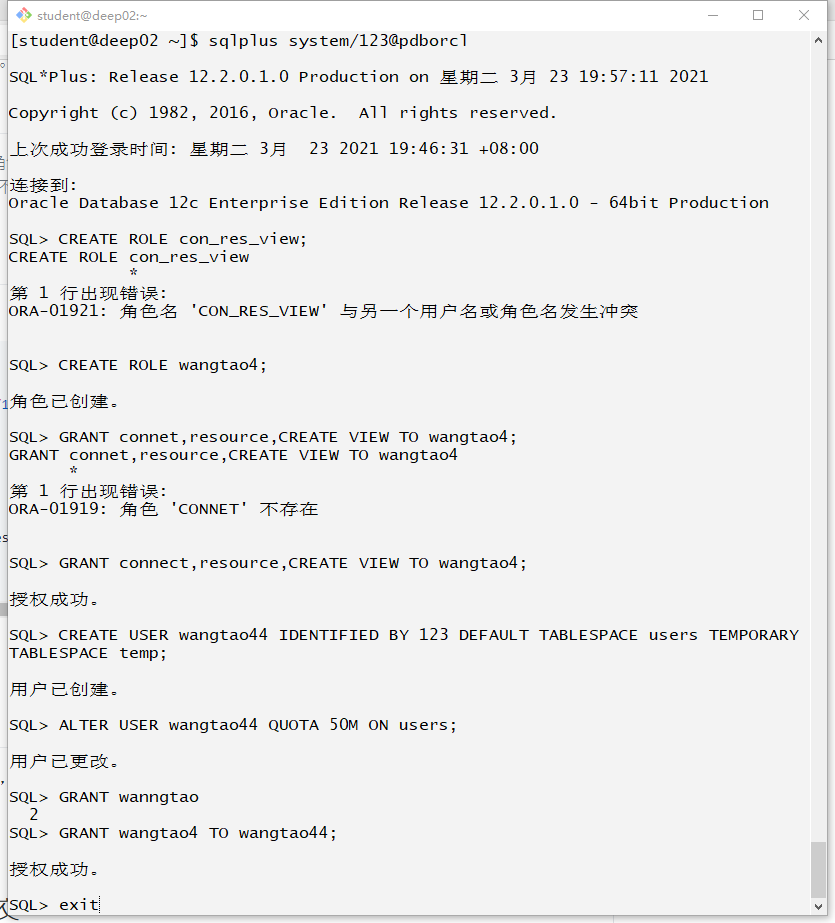 student@deep02:~
[student@deep02 ~]$ sqlplus system/123@pdborcl
SQL*Plus: Release 12.2.0.1.0 Production on 星期二 3月 23 19:57:11 2021
Copyright (c) 1982, 2016, Oracle.  All rights reserved.
上次成功登录时间: 星期二 3月  23 2021 19:46:31 +08:00
连接到:
Oracle Database 12c Enterprise Edition Release 12.2.0.1.0 - 64bit Production
SQL> CREATE ROLE con_res_view;
CREATE ROLE con_res_view
*
第 1 行出现错误:
ORA-01921: 角色名 'CON_RES_VIEW' 与另一个用户名或角色名发生冲突
SQL> CREATE ROLE wangtao4;
角色已创建。
SQL> GRANT connet,resource,CREATE VIEW TO wangtao4;
GRANT connet,resource,CREATE VIEW TO wangtao4
*
第 1 行出现错误:
ORA-01919: 角色 'CONNET' 不存在
SQL> GRANT connect,resource,CREATE VIEW TO wangtao4;
授权成功。
SQL> CREATE USER wangtao44 IDENTIFIED BY 123 DEFAULT TABLESPACE users TEMPORARY
TABLESPACE temp;
用户已创建。
SQL> ALTER USER wangtao44 QUOTA 50M ON users;
用户已更改。
SQL> GRANT wanngtao
2
SQL> GRANT wangtao4 TO wangtao44;
授权成功。
SQL> exit